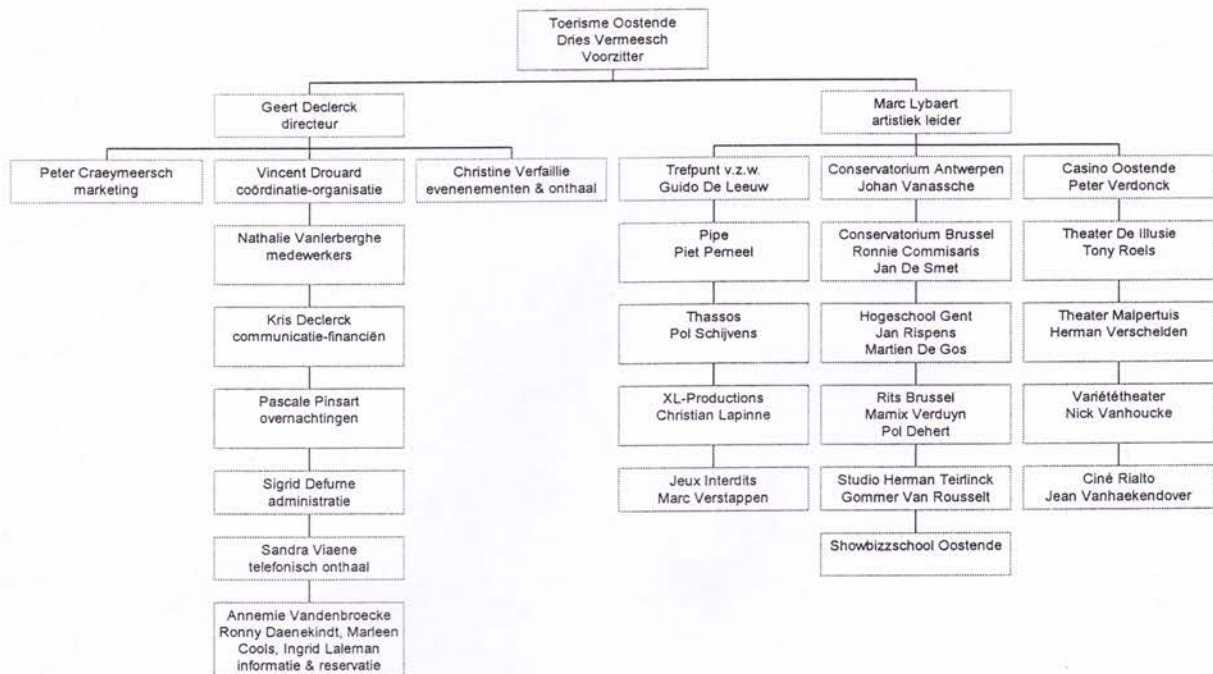 Toerisme Oostende
Dries Vermeesch
Voorzitter
Geert Declerck
directeur
Marc Lybaert
artistiek leider
Peter Craeymeersch
marketing
Vincent Drouard
coördinatie-organisatie
Christine Verfaillie
evenenementen & onthaal
Trefpunt v.z.w.
Guido De Leeuw
Conservatorium Antwerpen
Johan Vanassche
Casino Oostende
Peter Verdonck
Nathalie Vanlerberghe
medewerkers
Pipe
Piet Perneel
Conservatorium Brussel
Ronnie Commisaris
Jan De Smet
Theater De Illusie
Tony Roels
Kris Declerck
communicatie-financiën
Thassos
Pol Schijvens
Hogeschool Gent
Jan Rispens
Martien De Gos
Theater Malpertuis
Herman Verschelden
Pascale Pinsart
overnachtingen
XL-Productions
Christian Lapinne
Rits Brussel
Marnix Verduyn
Pol Dehert
Variététheater
Nick Vanhoucke
Sigrid Defurne
administratie
Jeux Interdits
Marc Verstappen
Studio Herman Teirlinck
Gommer Van Rousselt
Ciné Rialto
Jean Vanhaekendover
Sandra Viaene
telefonisch onthaal
Showbizzschool Oostende
Annemie Vandenbroecke
Ronny Daenekindt, Marleen
Cools, Ingrid Laleman
informatie & reservatie